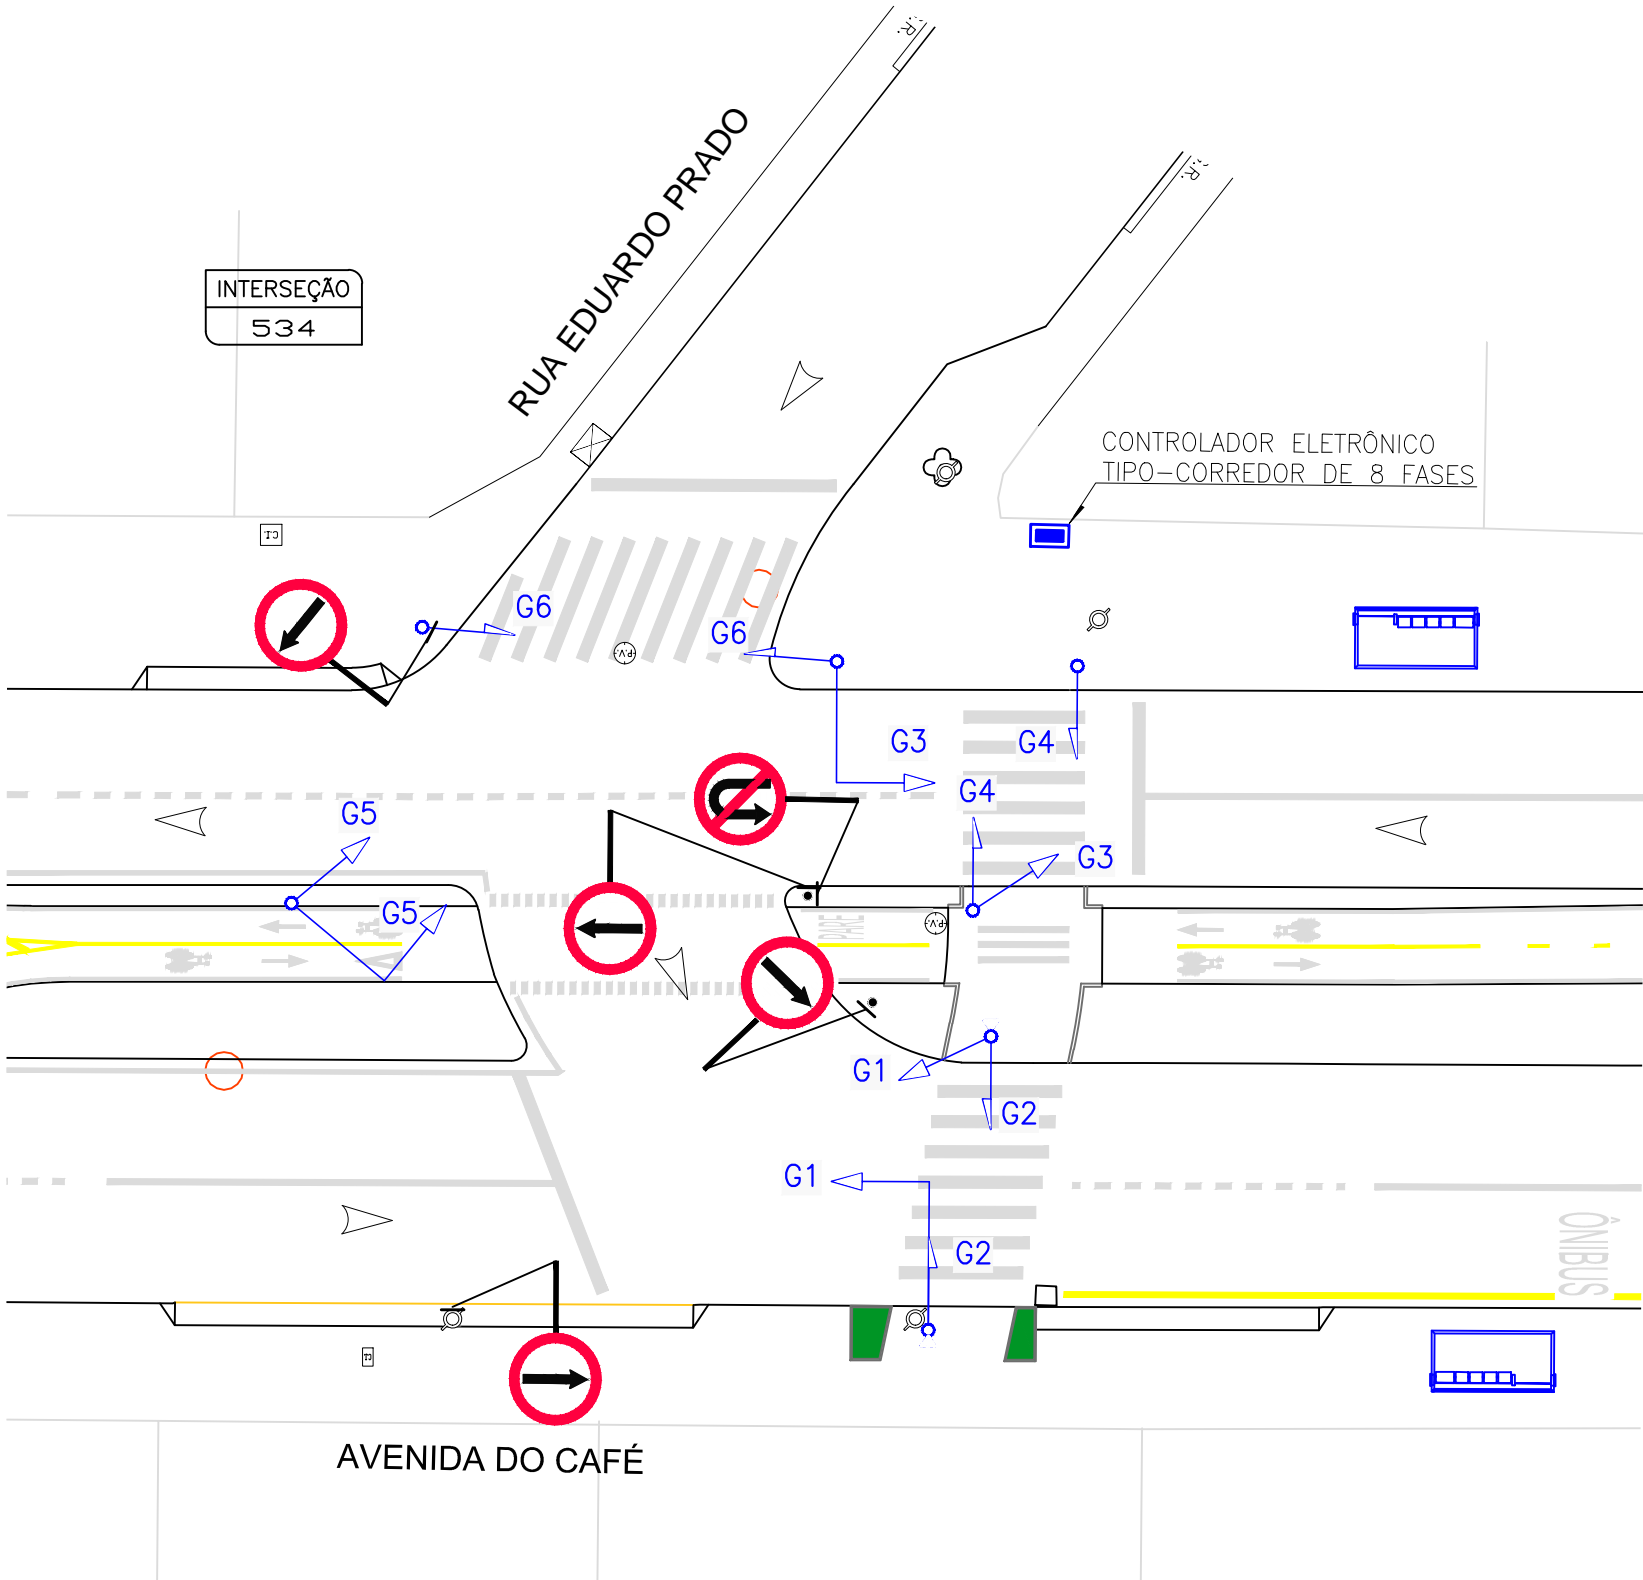 .R.
RUA EDUARDO PRADO
.R.
INTERSEÇÃO
534
CONTROLADOR ELETRÔNICO
TIPO-CORREDOR DE 8 FASES
C.T.
G6
G6
P.V.
G3
G4
G4
G5
G3
G5
PARE
P.V.
G1
G2
G1
G2
ÔNIBUS
AVENIDA DO CAFÉ